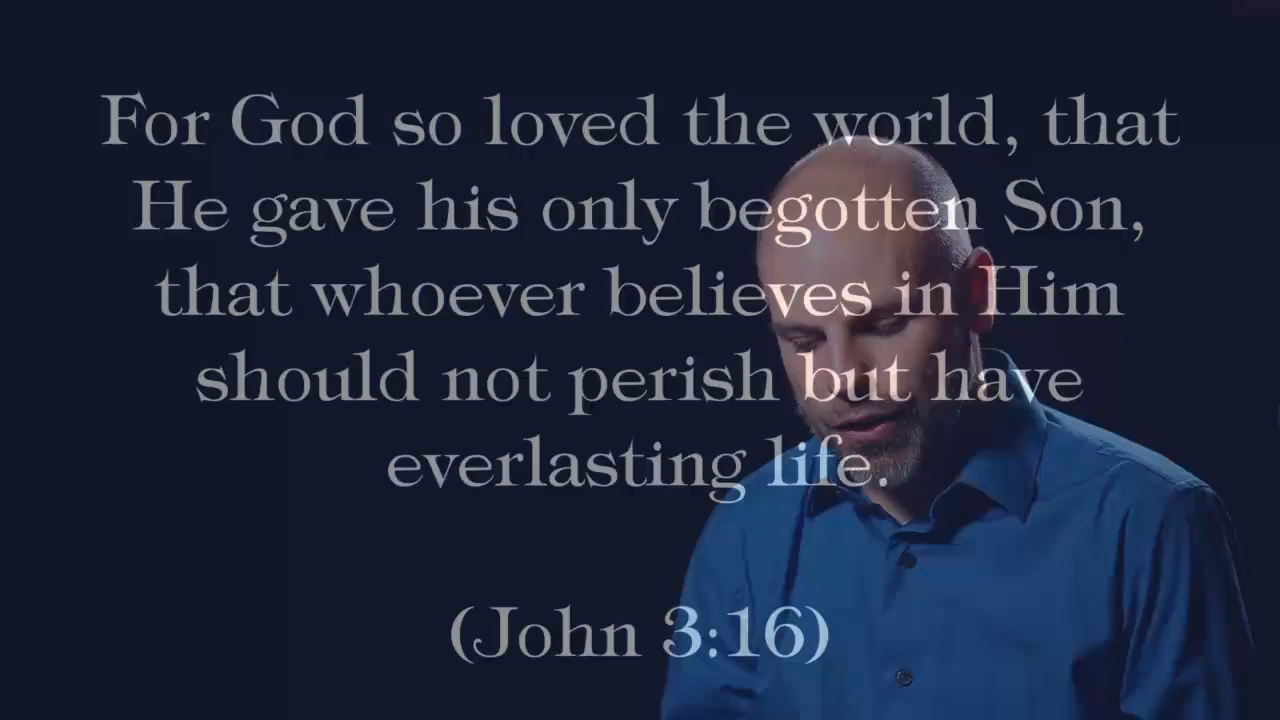 For God so loved the world, that
He gave his only begotten Son,
that whoever believes in Him
should not perish but have
everlasting life.
(John 3:16)